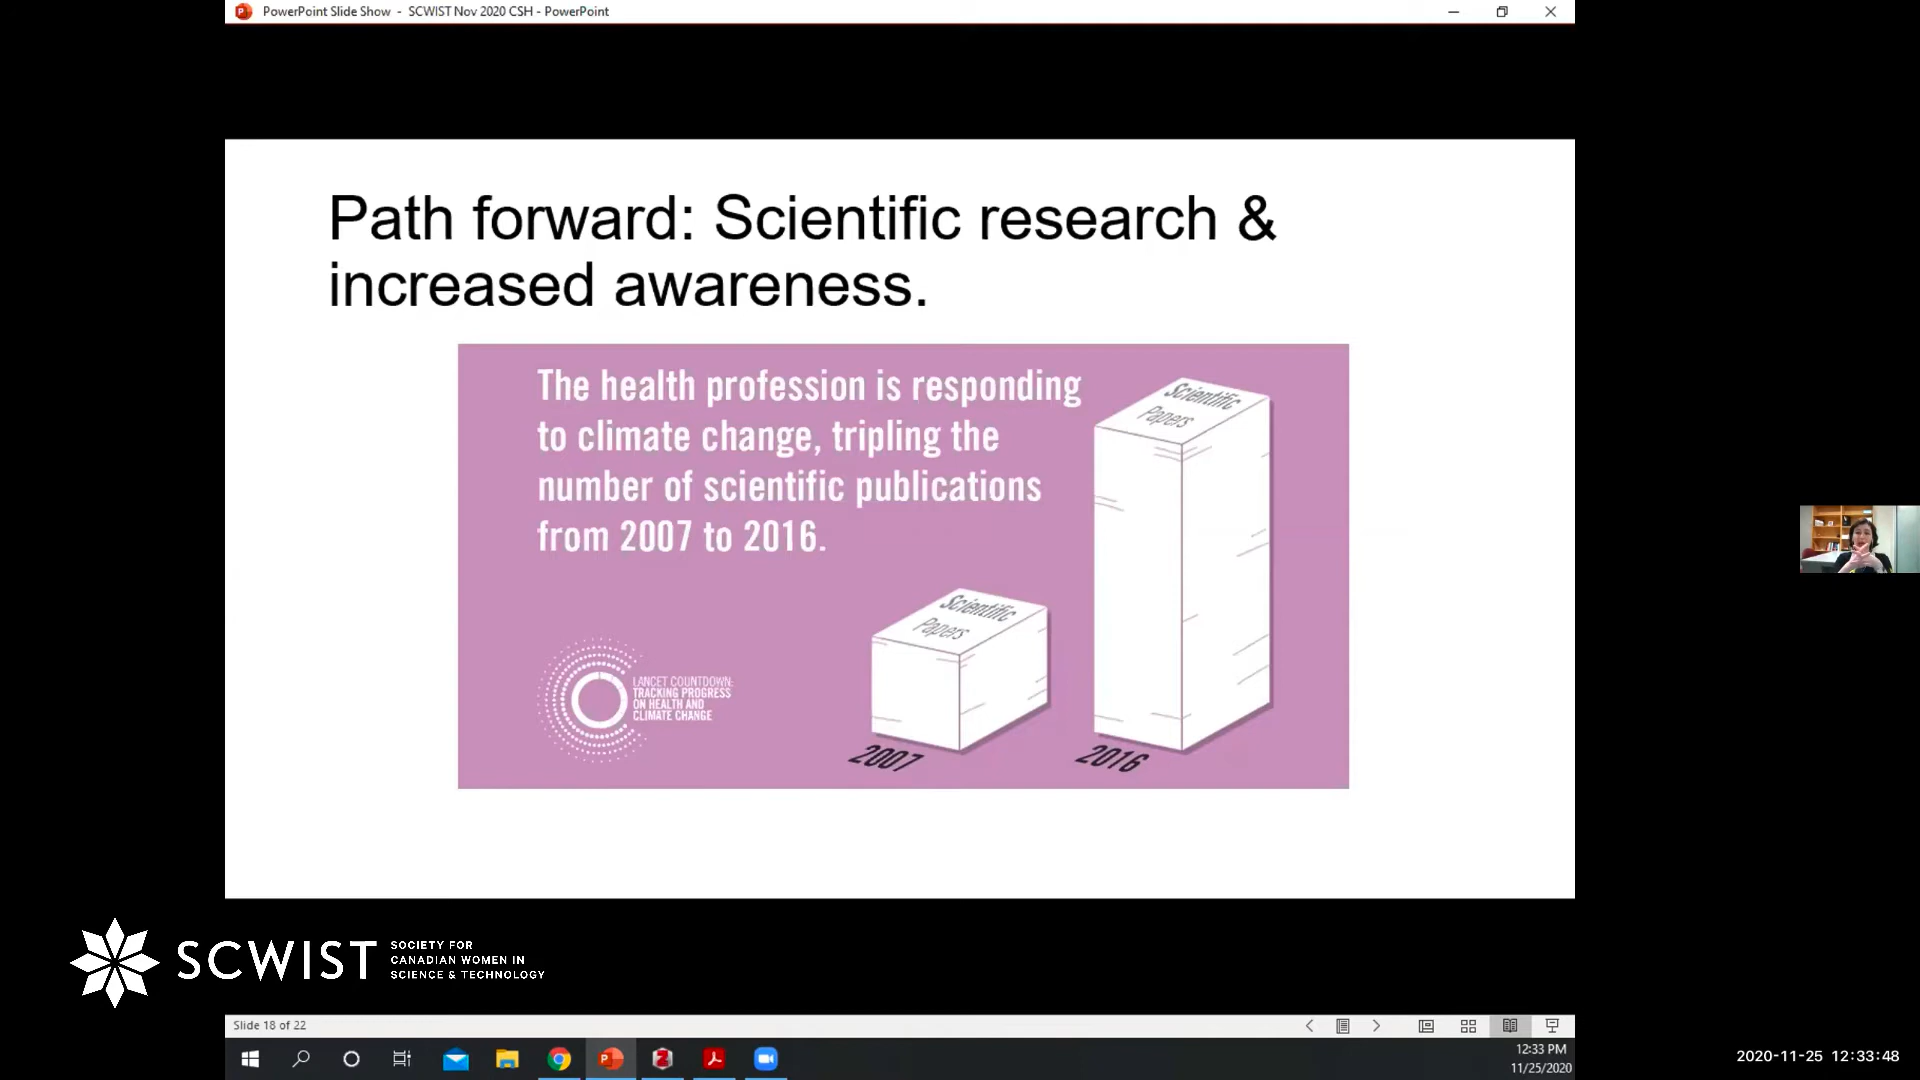 PowerPoint Slide Show - SCWIST Nov 2020 CSH - PowerPoint
Path forward: Scientific research &
increased awareness.
The health profession is responding
to climate change, tripling the
number of scientific publications
from 2007 to 2016.
Scientific
Papers
Scientific
Papers
LANCET COUNTDOWN:
TRACKING PROGRESS
ON HEALTH AND
CLIMATE CHANGE
2007
2016
SCWIST
SOCIETY FOR
CANADIAN WOMEN IN
SCIENCE & TECHNOLOGY
Slide 18 of 22
12:33 PM
11/25/2020
2020-11-25 12:33:48